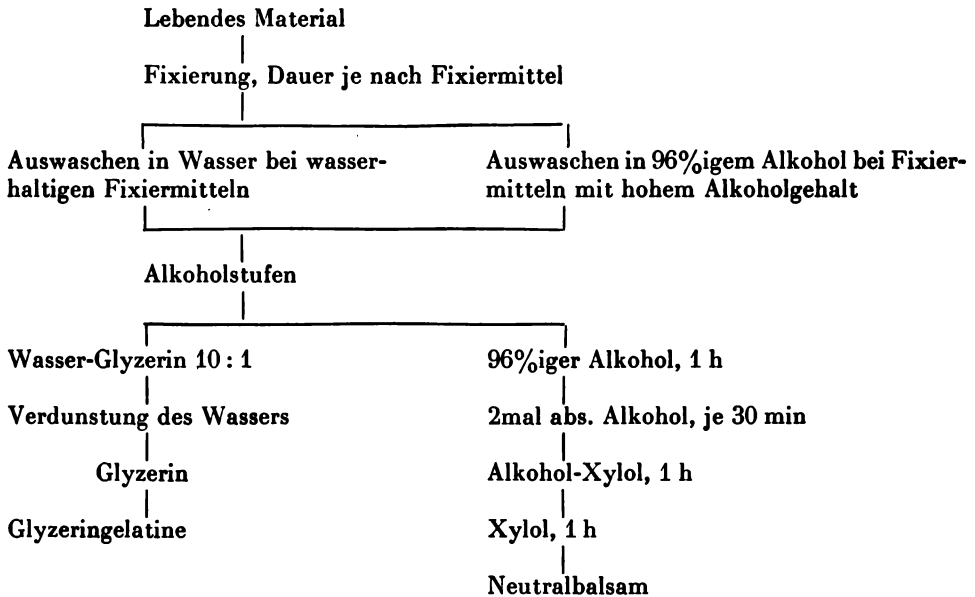 Lebendes Material
Fixierung, Dauer je nach Fixiermittel
Auswaschen in Wasser bei wasser-
haltigen Fixiermitteln
Auswaschen in 96%igem Alkohol bei Fixier-
mitteln mit hohem Alkoholgehalt
Alkoholstufen
Wasser-Glyzerin 10 : 1
Verdunstung des Wassers
Glyzerin
Glyzeringelatine
96%iger Alkohol, 1 h
2mal abs. Alkohol, je 30 min
Alkohol-Xylol, 1 h
Xylol, 1 h
Neutralbalsam